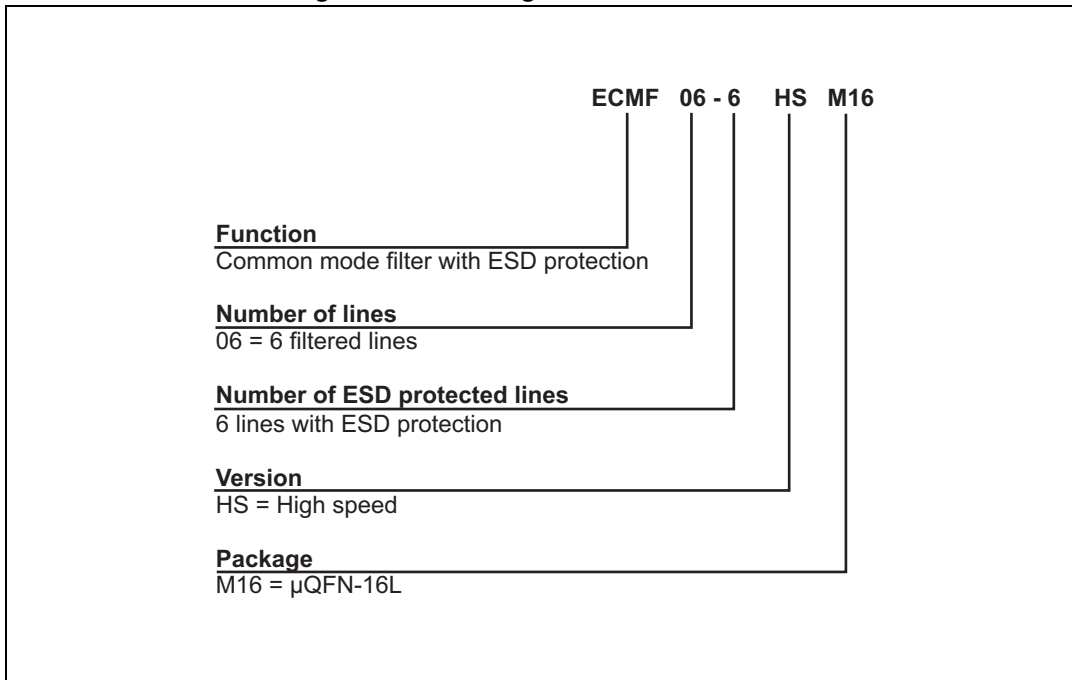 ECMF 06 - 6 HS M16
Function
Common mode filter with ESD protection
Number of lines
06 = 6 filtered lines
Number of ESD protected lines
6 lines with ESD protection
Version
HS = High speed
Package
M16 = µQFN-16L